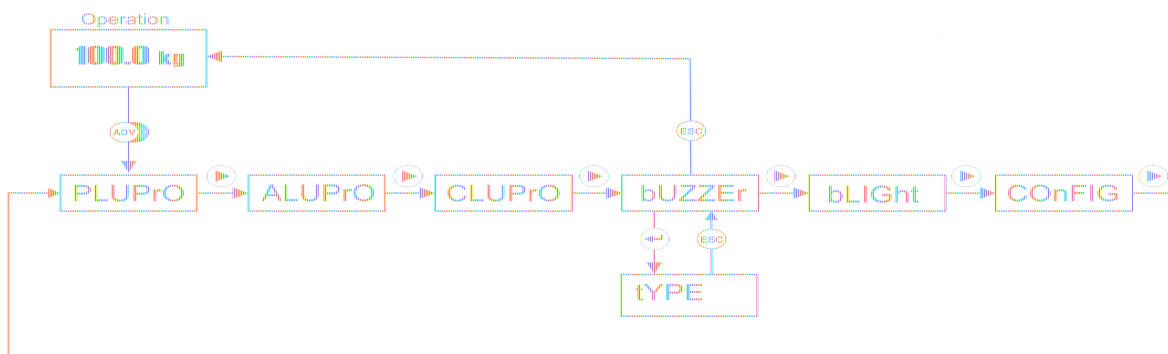 Operation
100.0 kg
ADV
ESC
PLUPrO
ALUPrO
CLUPrO
bUZZEr
bLIGht
COnFIG
ESC
tYPE